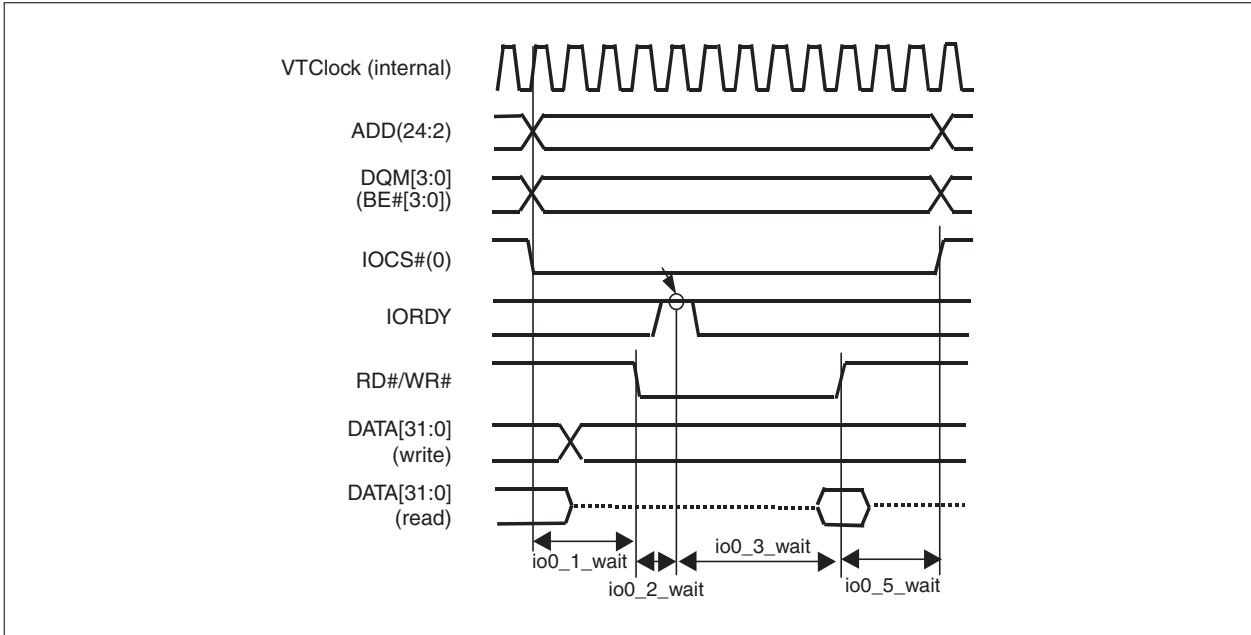 VTClock (internal)
ADD(24:2)
DQM[3:0]
(BE#[3:0])
IOCS#(0)
IORDY
RD#/WR#
DATA[31:0]
(write)
DATA[31:0]
(read)
io0_1_wait
io0_2_wait
io0_3_wait
io0_5_wait